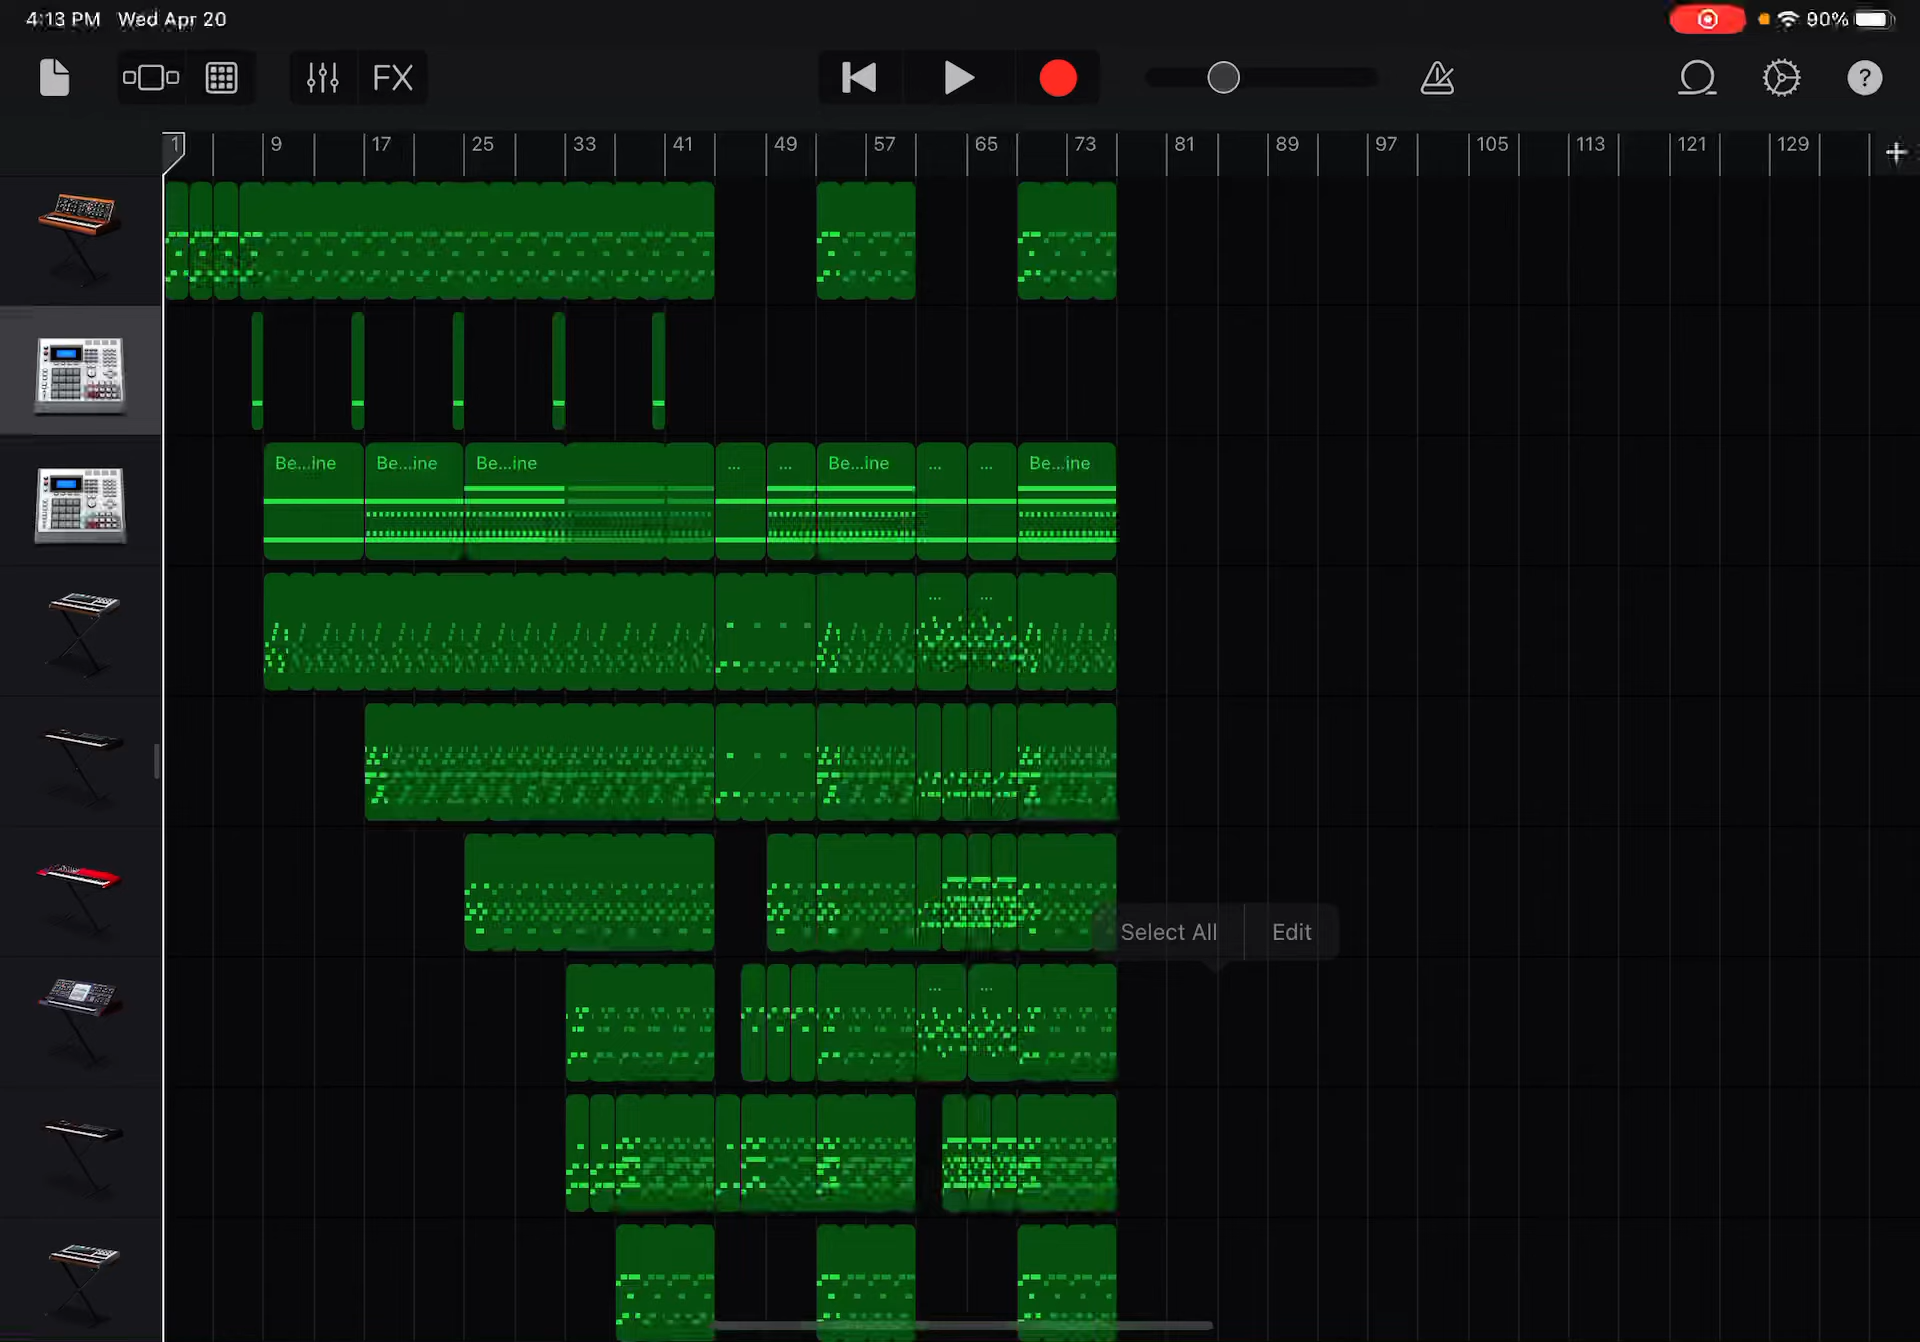 4:13 PM Wed Apr 20 90%
FX ?
1 9 17 25 33 41 49 57 65 73 81 89 97 105 113 121 129 +
Be...ine Be...ine Be...ine ... ... Be...ine ... ... Be...ine
... ...
Select All Edit
... ...